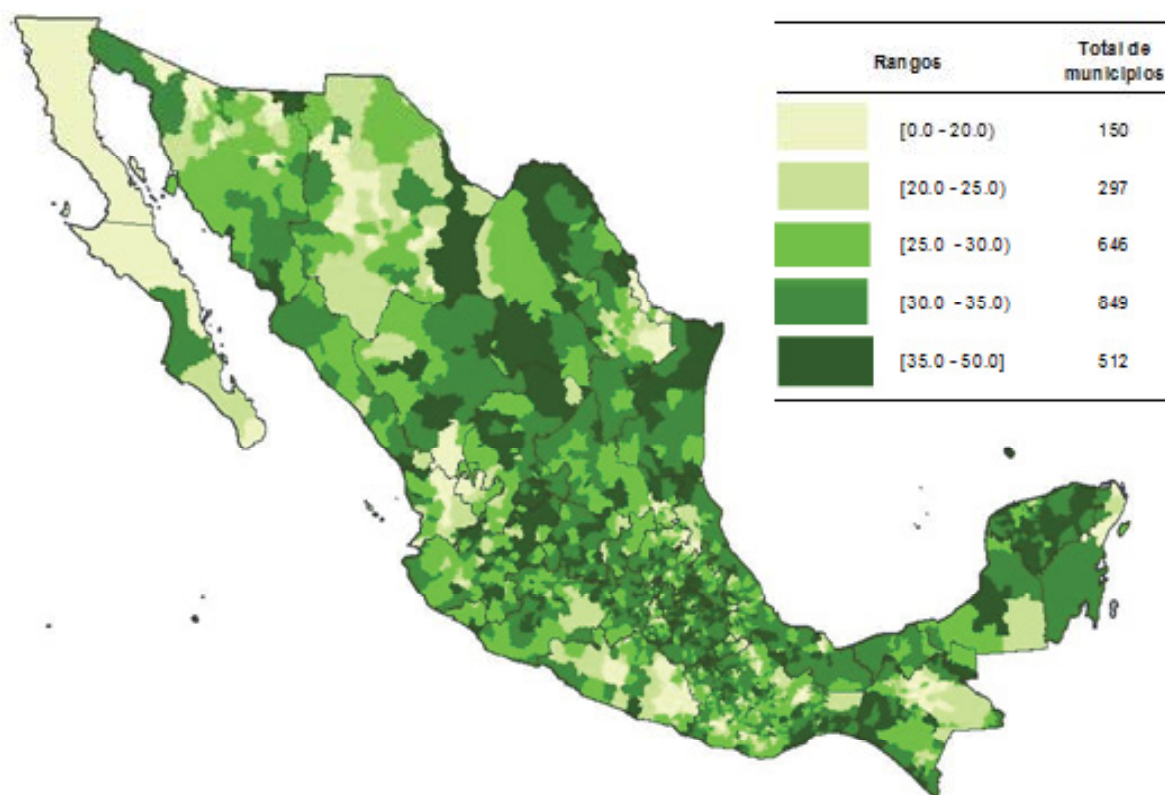 Rangos Total de
municipios
[0.0 - 20.0) 150
[20.0 - 25.0) 297
[25.0 - 30.0) 646
[30.0 - 35.0) 849
[35.0 - 50.0] 512